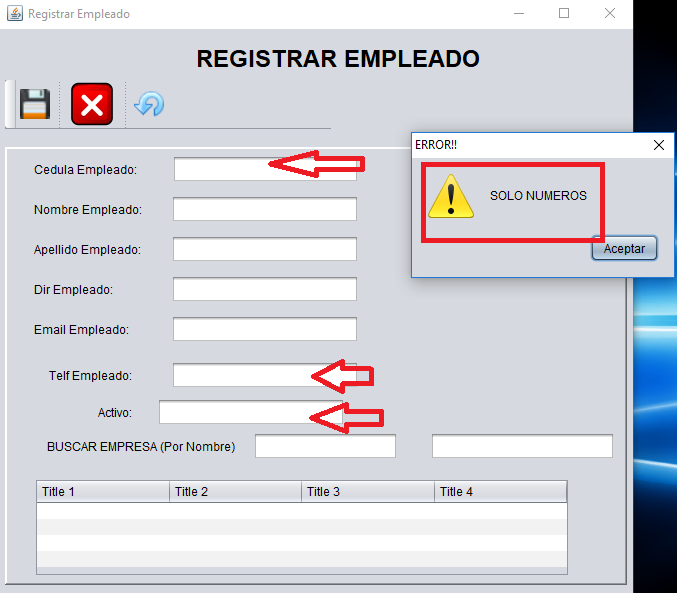 Registrar Empleado
REGISTRAR EMPLEADO
ERROR!!
SOLO NUMEROS
Aceptar
Cedula Empleado:
Nombre Empleado:
Apellido Empleado:
Dir Empleado:
Email Empleado:
Telf Empleado:
Activo:
BUSCAR EMPRESA (Por Nombre)
Title 1 Title 2 Title 3 Title 4